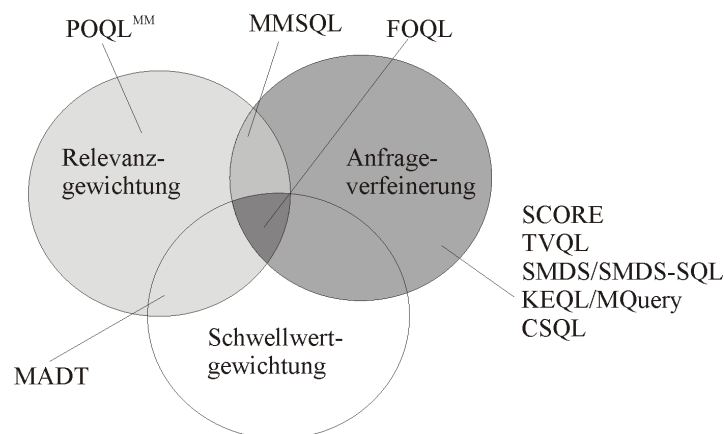 POQL^MM
MMSQL
FOQL
Relevanz-
gewichtung
Anfrage-
verfeinerung
SCORE
TVQL
SMDS/SMDS-SQL
KEQL/MQuery
CSQL
Schwellwert-
gewichtung
MADT